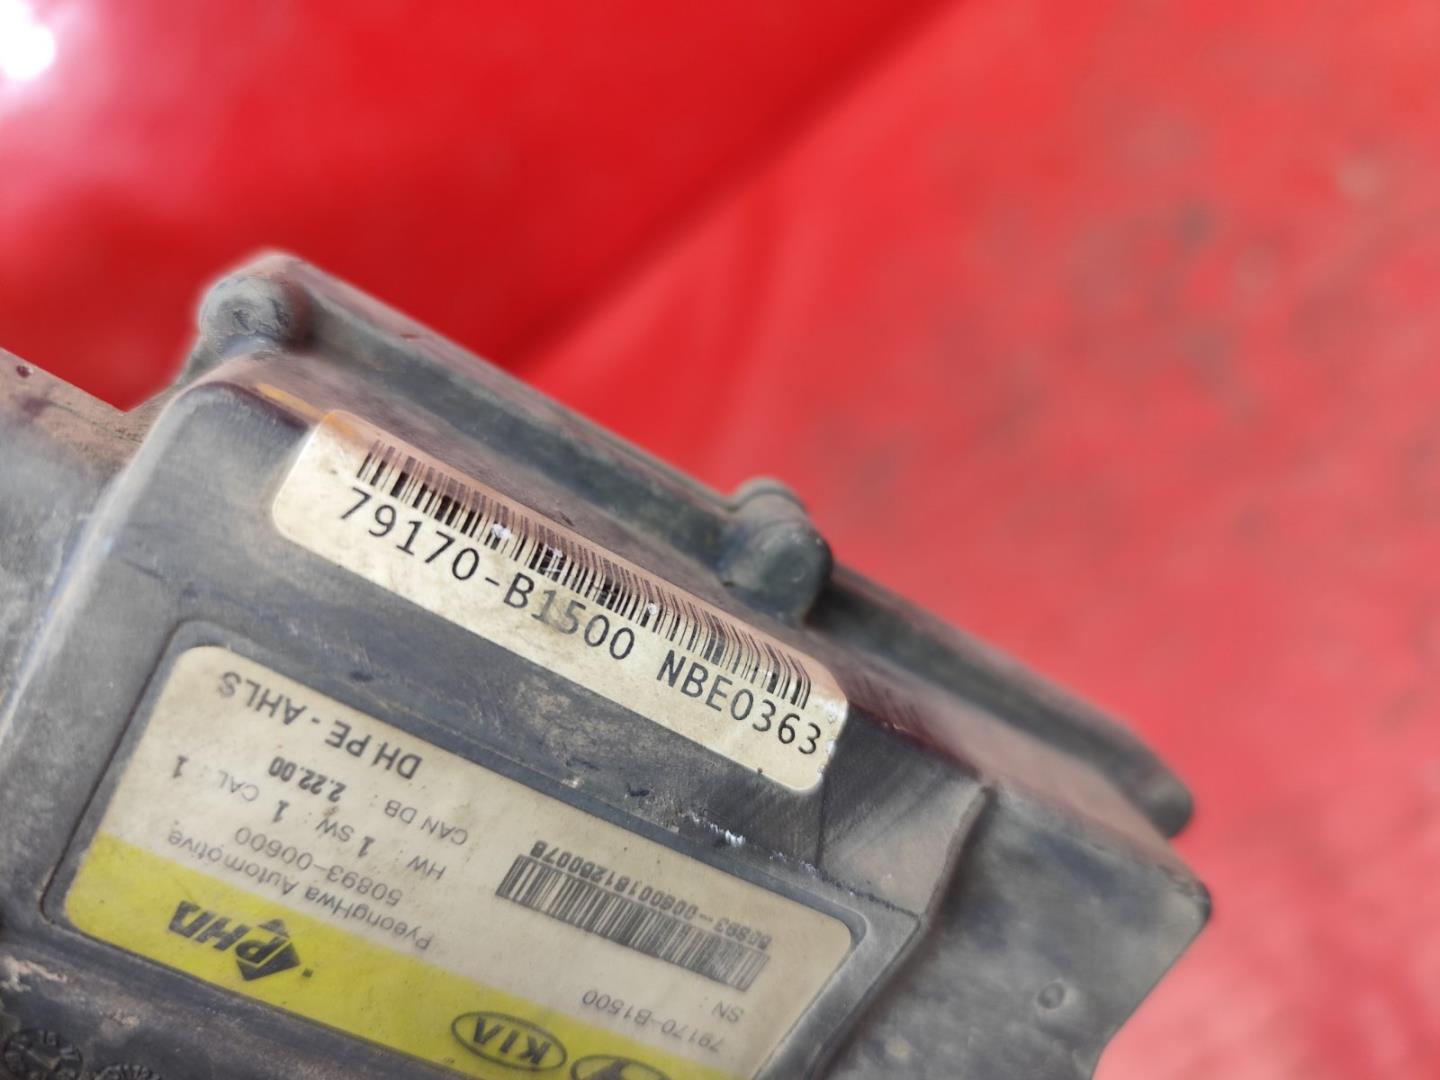 79170-B1500 NBE0363
KIA
PHA
79170-B1500
PyeongHwa Automotive
50893-00600
HW : 1 SW : 1 CAL : 1
CAN DB : 2.22.00
DH PE - AHLS
SN :